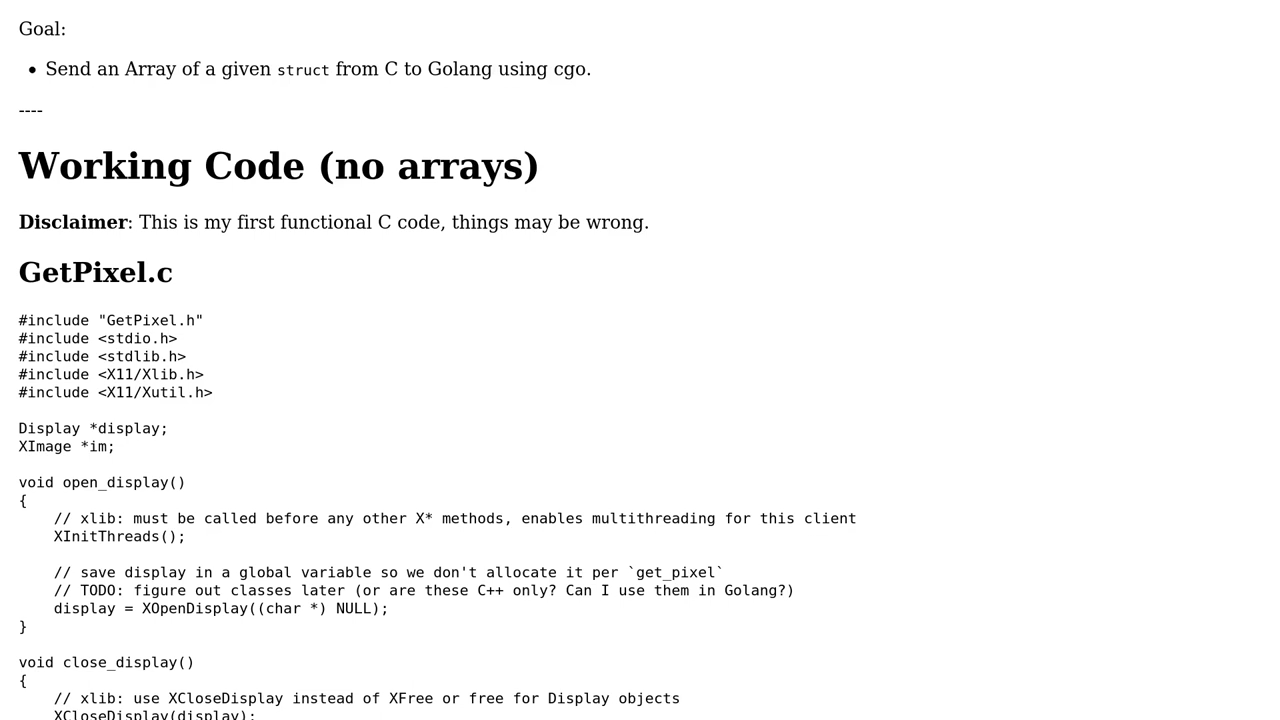 Goal:
• Send an Array of a given struct from C to Golang using cgo.
----
Working Code (no arrays)
Disclaimer: This is my first functional C code, things may be wrong.
GetPixel.c
#include "GetPixel.h"
#include <stdio.h>
#include <stdlib.h>
#include <X11/Xlib.h>
#include <X11/Xutil.h>
Display *display;
XImage *im;
void open_display()
{
    // xlib: must be called before any other X* methods, enables multithreading for this client
    XInitThreads();
    // save display in a global variable so we don't allocate it per `get_pixel`
    // TODO: figure out classes later (or are these C++ only? Can I use them in Golang?)
    display = XOpenDisplay((char *) NULL);
}
void close_display()
{
    // xlib: use XCloseDisplay instead of XFree or free for Display objects
    XCloseDisplay(display);